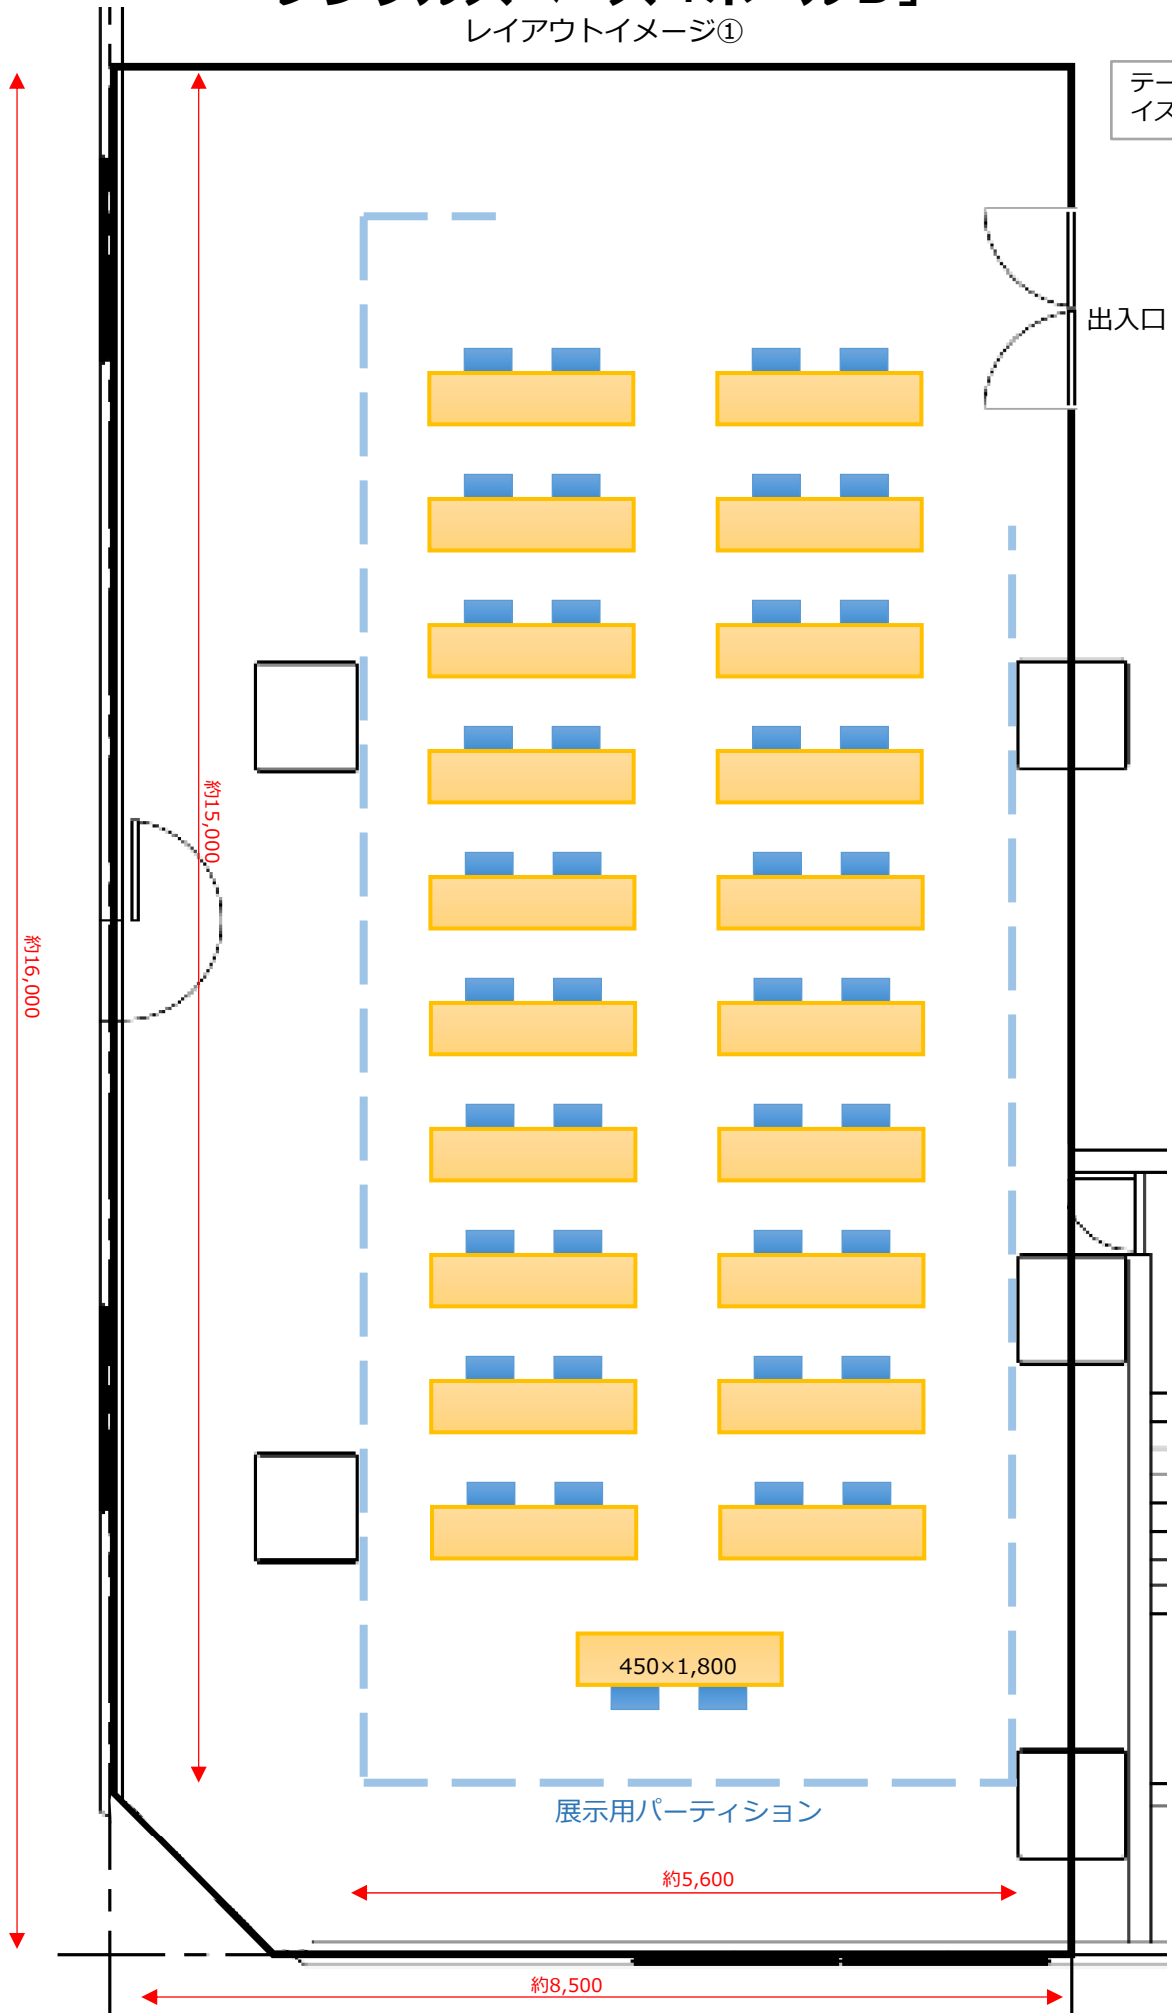 レイアウトイメージ①
出入口
約15,000
約16,000
450×1,800
展示用パーティション
約5,600
約8,500